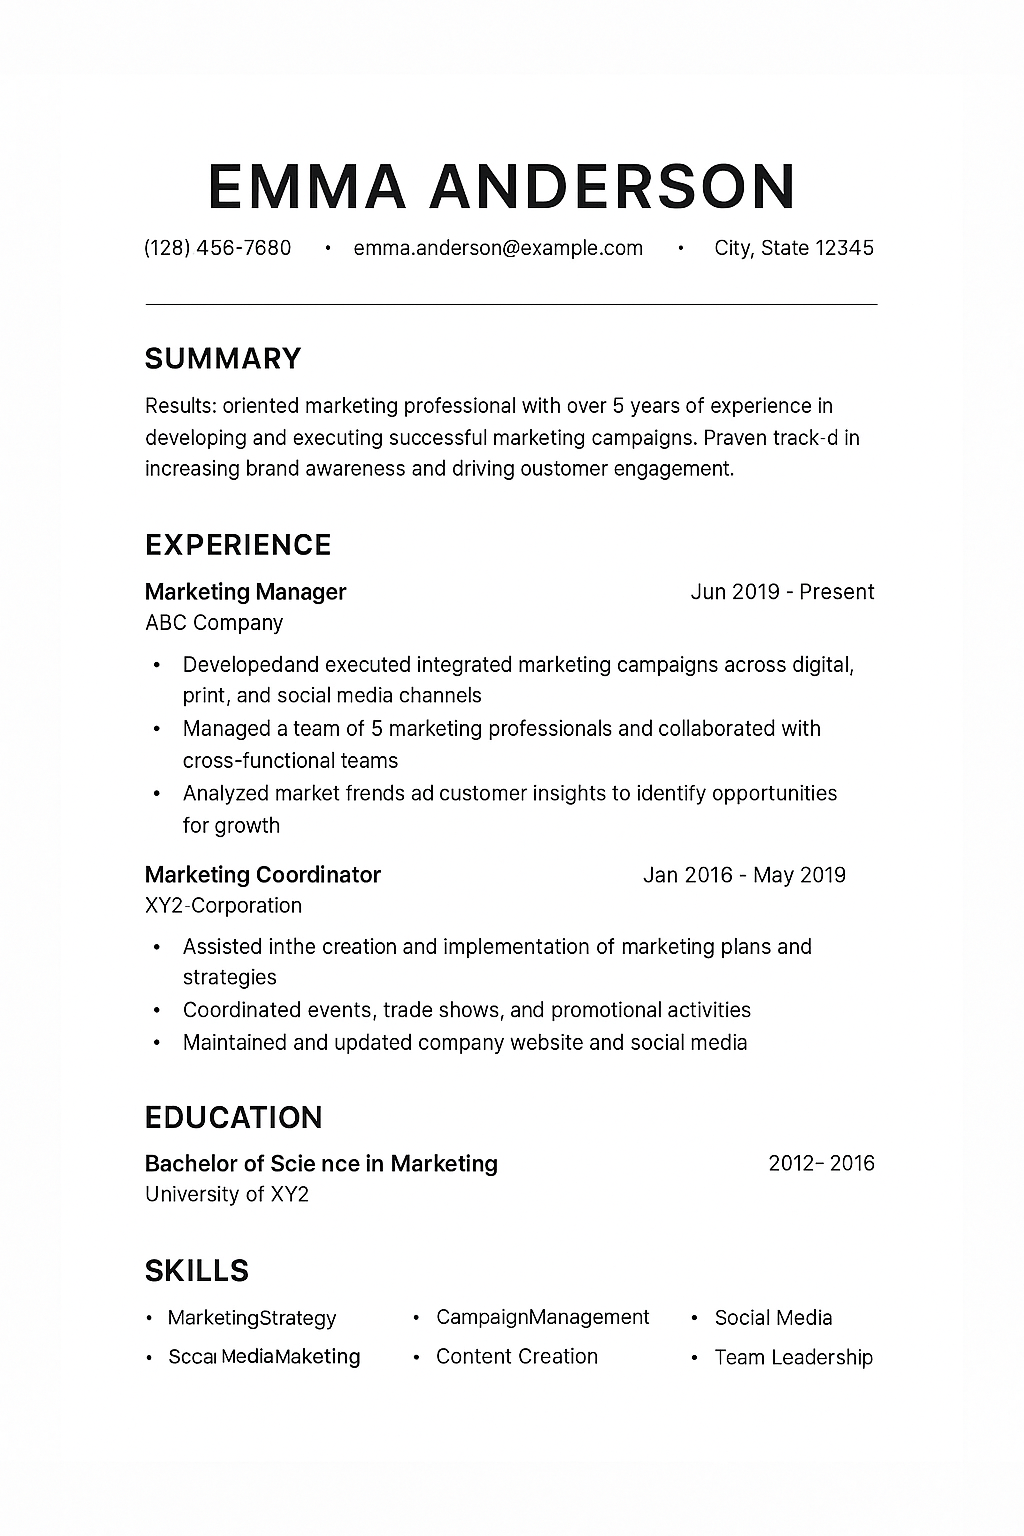 EMMA ANDERSON
(128) 456-7680 • emma.anderson@example.com • City, State 12345
SUMMARY
Results: oriented marketing professional with over 5 years of experience in
developing and executing successful marketing campaigns. Praven track-d in
increasing brand awareness and driving oustomer engagement.
EXPERIENCE
Marketing Manager Jun 2019 - Present
ABC Company
• Developedand executed integrated marketing campaigns across digital,
print, and social media channels
• Managed a team of 5 marketing professionals and collaborated with
cross-functional teams
• Analyzed market frends ad customer insights to identify opportunities
for growth
Marketing Coordinator Jan 2016 - May 2019
XY2-Corporation
• Assisted inthe creation and implementation of marketing plans and
strategies
• Coordinated events, trade shows, and promotional activities
• Maintained and updated company website and social media
EDUCATION
Bachelor of Scie nce in Marketing 2012– 2016
University of XY2
SKILLS
• MarketingStrategy • CampaignManagement • Social Media
• Sccaı MediaMaketing • Content Creation • Team Leadership